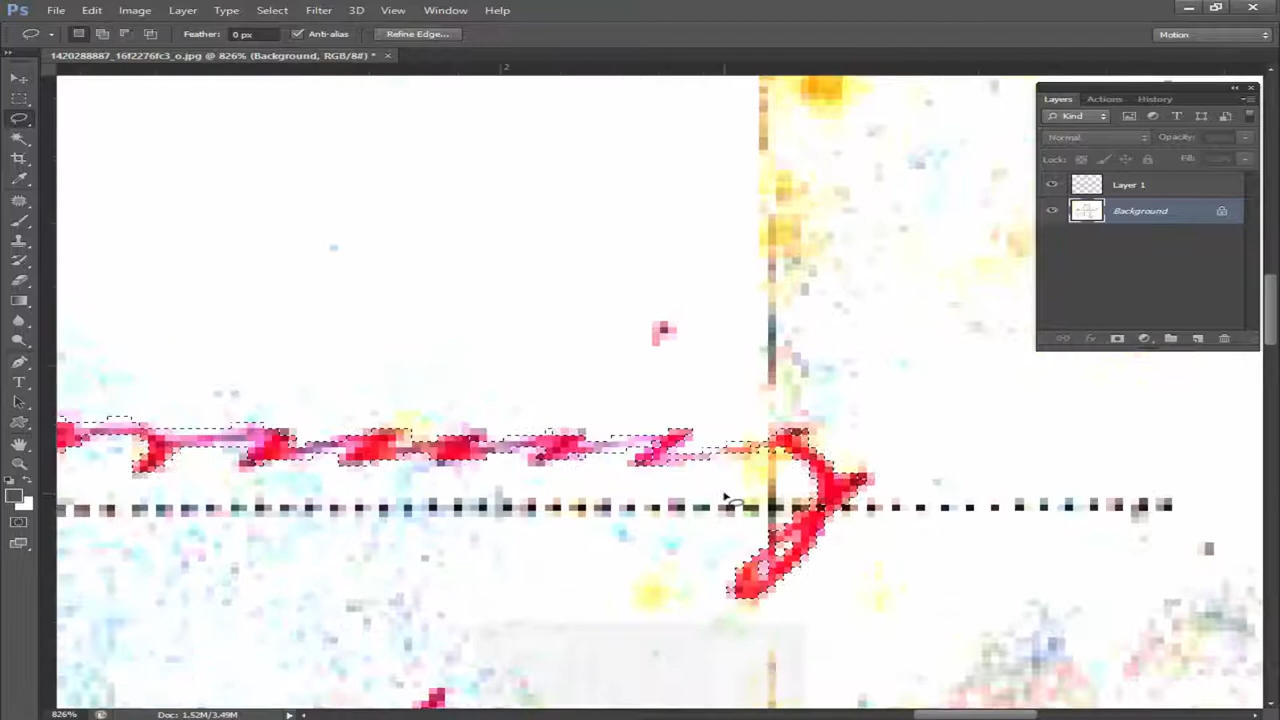 Ps File Edit Image Layer Type Select Filter 3D View Window Help
Feather: 0 px Anti-alias Refine Edge... Motion
1420288887_16f2276fc3_o.jpg @ 826% (Background, RGB/8#) *
2
Layers Actions History
Kind
Normal Opacity:
Lock: Fill:
Layer 1
Background
fx
826% Doc: 1.52M/3.49M